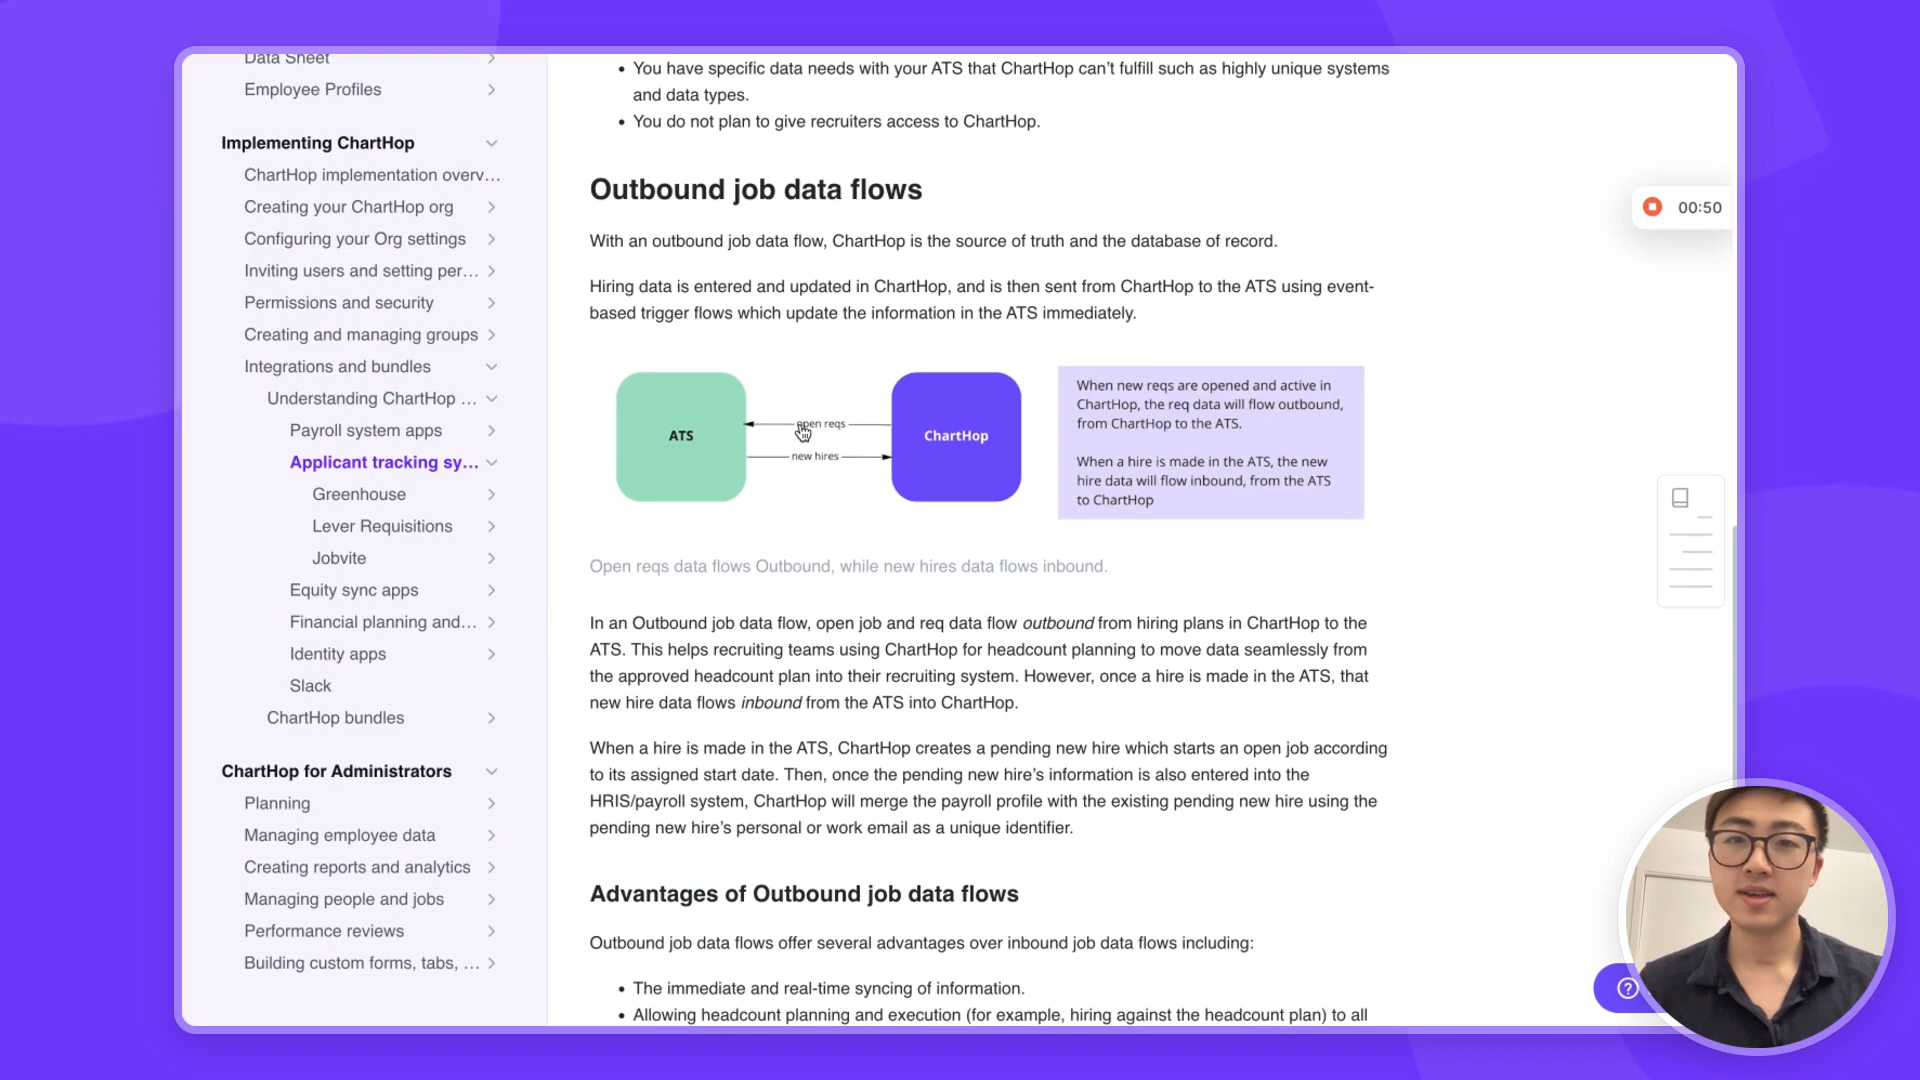 Data Sheet
Employee Profiles
Implementing ChartHop
ChartHop implementation overv...
Creating your ChartHop org
Configuring your Org settings
Inviting users and setting per...
Permissions and security
Creating and managing groups
Integrations and bundles
Understanding ChartHop ...
Payroll system apps
Applicant tracking sy...
Greenhouse
Lever Requisitions
Jobvite
Equity sync apps
Financial planning and...
Identity apps
Slack
ChartHop bundles
ChartHop for Administrators
Planning
Managing employee data
Creating reports and analytics
Managing people and jobs
Performance reviews
Building custom forms, tabs, ...
• You have specific data needs with your ATS that ChartHop can't fulfill such as highly unique systems
and data types.
• You do not plan to give recruiters access to ChartHop.
Outbound job data flows
With an outbound job data flow, ChartHop is the source of truth and the database of record.
Hiring data is entered and updated in ChartHop, and is then sent from ChartHop to the ATS using event-
based trigger flows which update the information in the ATS immediately.
ATS
open reqs
new hires
ChartHop
When new reqs are opened and active in
ChartHop, the req data will flow outbound,
from ChartHop to the ATS.
When a hire is made in the ATS, the new
hire data will flow inbound, from the ATS
to ChartHop
Open reqs data flows Outbound, while new hires data flows inbound.
In an Outbound job data flow, open job and req data flow outbound from hiring plans in ChartHop to the
ATS. This helps recruiting teams using ChartHop for headcount planning to move data seamlessly from
the approved headcount plan into their recruiting system. However, once a hire is made in the ATS, that
new hire data flows inbound from the ATS into ChartHop.
When a hire is made in the ATS, ChartHop creates a pending new hire which starts an open job according
to its assigned start date. Then, once the pending new hire's information is also entered into the
HRIS/payroll system, ChartHop will merge the payroll profile with the existing pending new hire using the
pending new hire's personal or work email as a unique identifier.
Advantages of Outbound job data flows
Outbound job data flows offer several advantages over inbound job data flows including:
• The immediate and real-time syncing of information.
• Allowing headcount planning and execution (for example, hiring against the headcount plan) to all
00:50